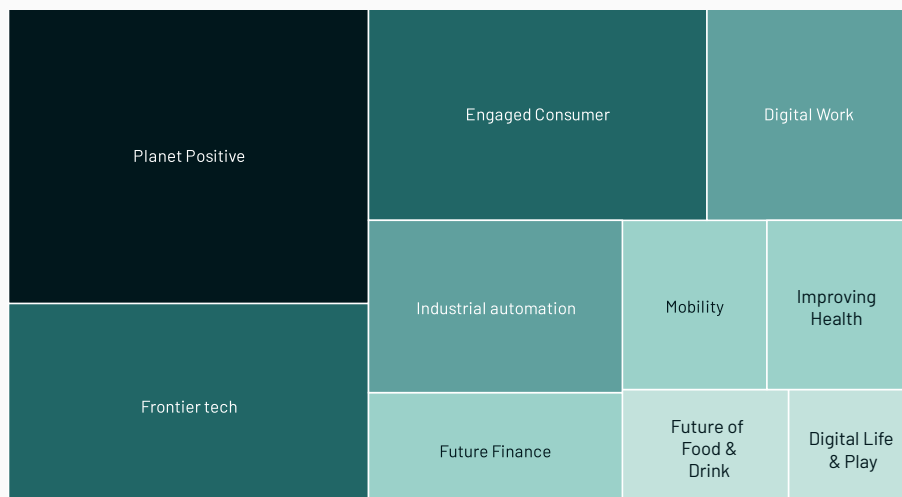 Planet Positive
Engaged Consumer
Digital Work
Frontier tech
Industrial automation
Mobility
Improving
Health
Future Finance
Future of
Food &
Drink
Digital Life
& Play